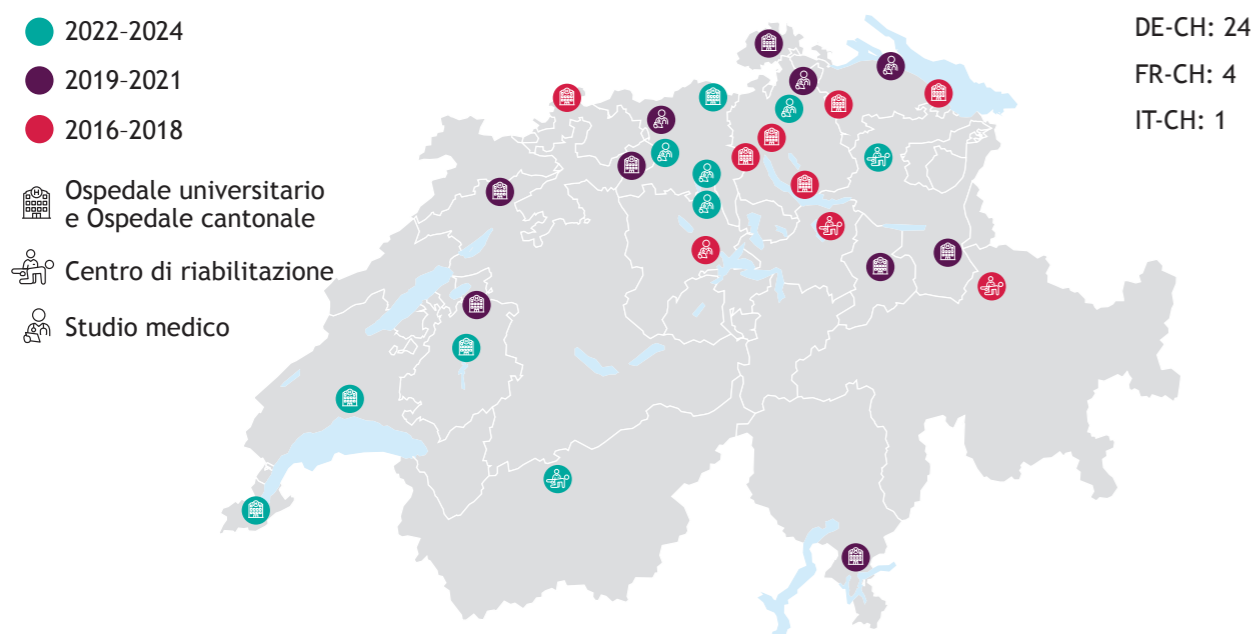 2022-2024
2019-2021
2016-2018
Ospedale universitario
e Ospedale cantonale
Centro di riabilitazione
Studio medico
DE-CH: 24
FR-CH: 4
IT-CH: 1